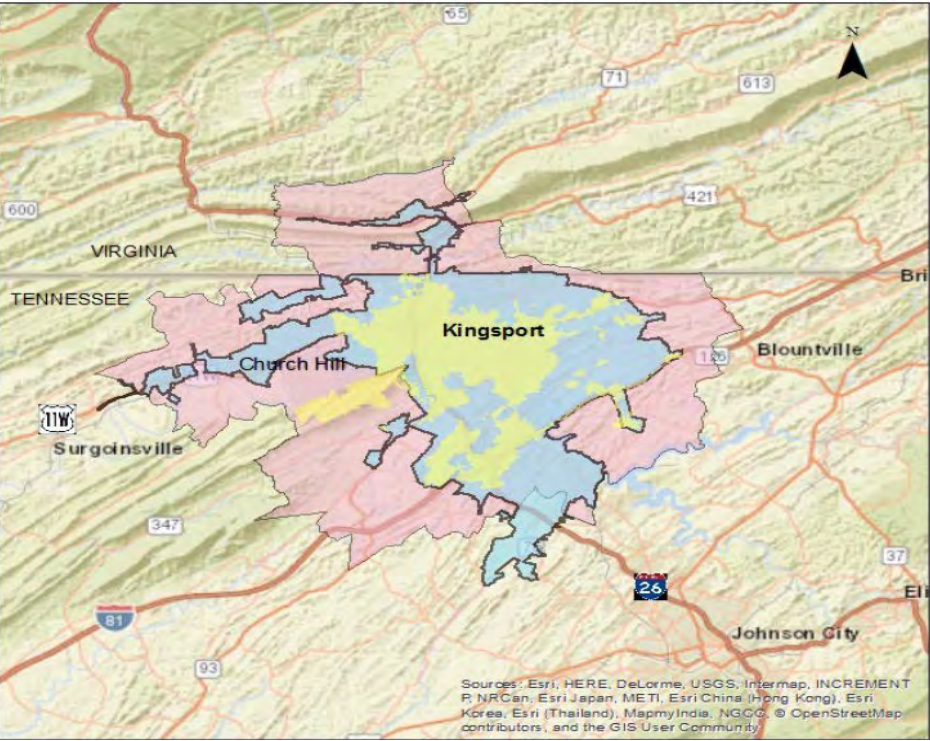 65
N
71
613
421
600
VIRGINIA
TENNESSEE
Bri
Kingsport
126
Blountville
Church Hill
11W
Surgoinsville
347
37
26
Eli
81
Johnson City
93
Sources: Esri, HERE, DeLorme, USGS, Intermap, INCREMENT
P, NRCan, Esri Japan, METI, Esri China (Hong Kong), Esri
Korea, Esri (Thailand), MapmyIndia, NGCC, © OpenStreetMap
contributors, and the GIS User Community